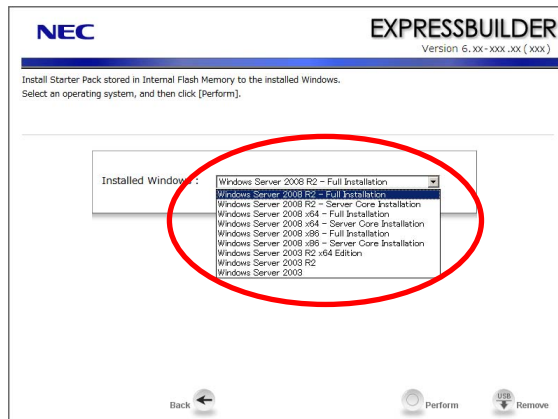 NEC
EXPRESSBUILDER
Version 6.xx-xxx.xx (xxx)
Install Starter Pack stored in Internal Flash Memory to the installed Windows.
Select an operating system, and then click [Perform].
Installed Windows :
Windows Server 2008 R2 - Full Installation
Windows Server 2008 R2 - Full Installation
Windows Server 2008 R2 - Server Core Installation
Windows Server 2008 x64 - Full Installation
Windows Server 2008 x64 - Server Core Installation
Windows Server 2008 x86 - Full Installation
Windows Server 2008 x86 - Server Core Installation
Windows Server 2003 R2 x64 Edition
Windows Server 2003 R2
Windows Server 2003
Back
Perform
USB
Remove